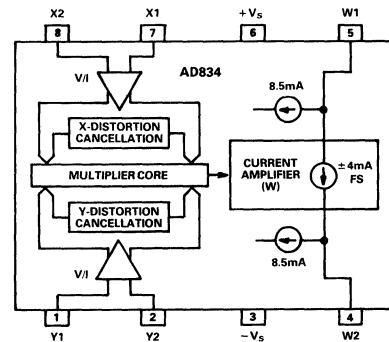 X2 X1 +VS W1
8 7 6 5
AD834
V/I
8.5mA
X-DISTORTION
CANCELLATION
MULTIPLIER CORE
CURRENT
AMPLIFIER
(W)
±4mA
FS
Y-DISTORTION
CANCELLATION
V/I
8.5mA
1 2 3 4
Y1 Y2 −VS W2